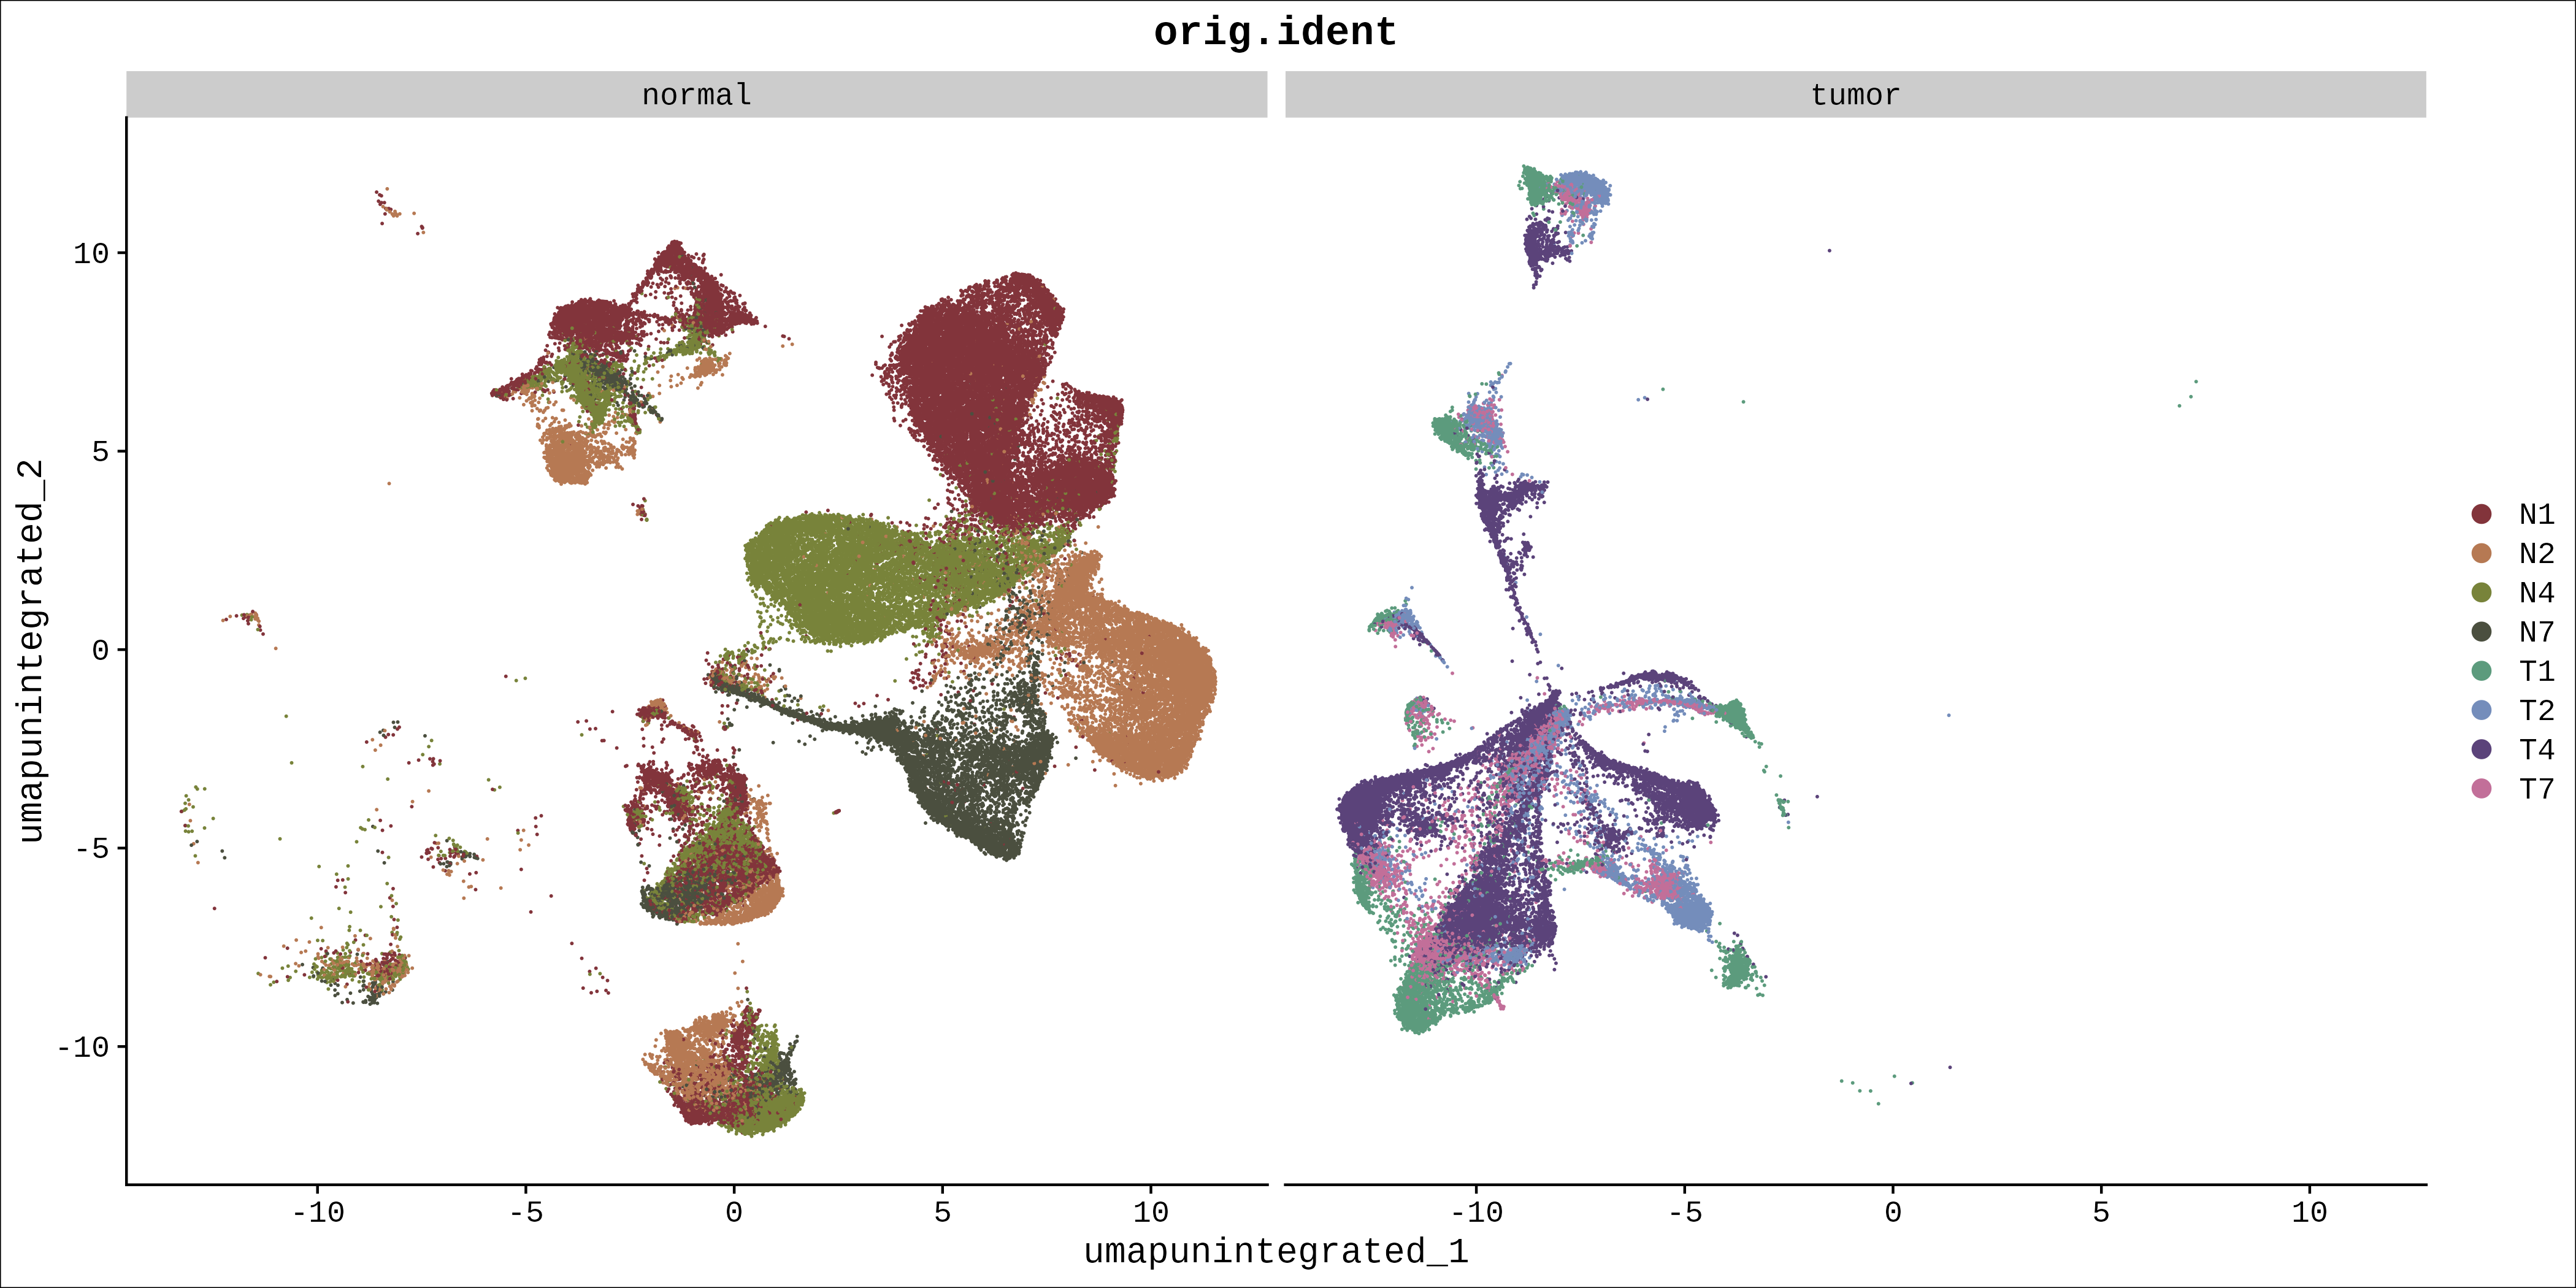 orig.ident
normal
tumor
umapunintegrated_2
10
5
0
-5
-10
N1
N2
N4
N7
T1
T2
T4
T7
-10 -5 0 5 10
-10 -5 0 5 10
umapunintegrated_1